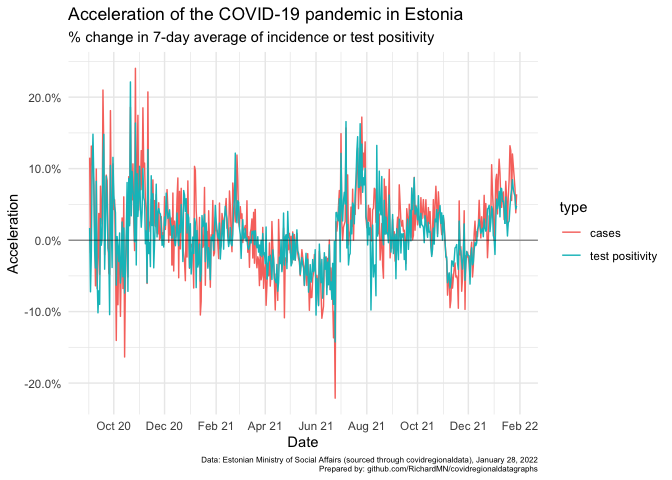 Acceleration of the COVID-19 pandemic in Estonia
% change in 7-day average of incidence or test positivity
Acceleration
20.0%
10.0%
0.0%
-10.0%
-20.0%
Oct 20 Dec 20 Feb 21 Apr 21 Jun 21 Aug 21 Oct 21 Dec 21 Feb 22
Date
type
cases
test positivity
Data: Estonian Ministry of Social Affairs (sourced through covidregionaldata), January 28, 2022
Prepared by: github.com/RichardMN/covidregionaldatagraphs